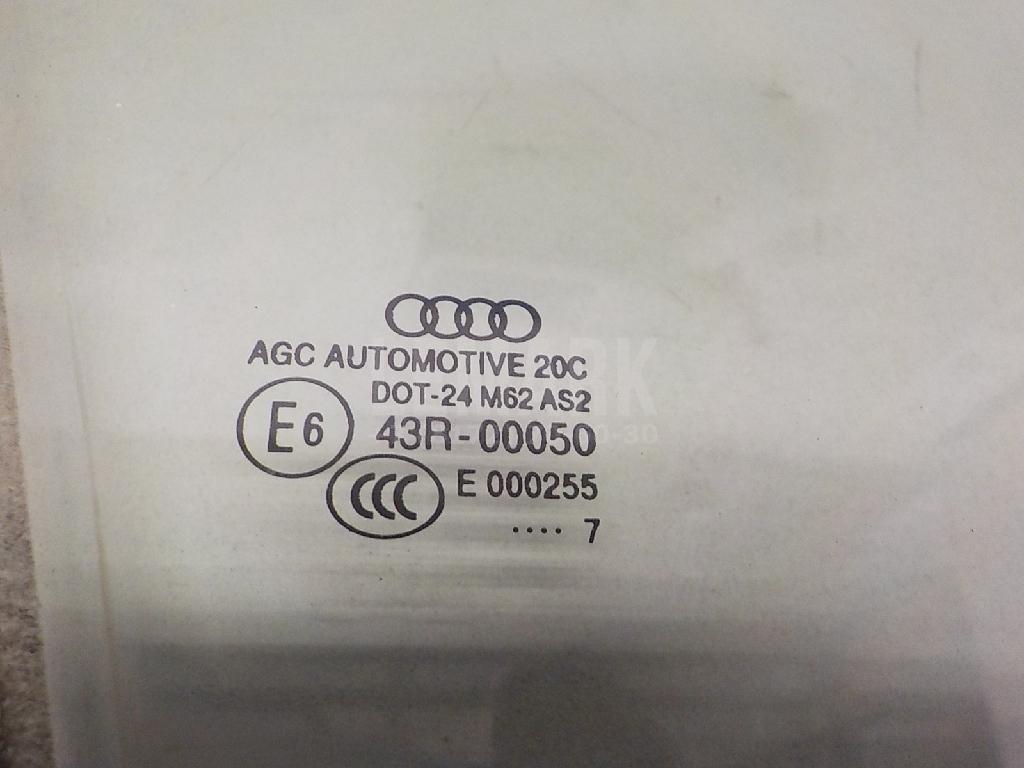 AGC AUTOMOTIVE 20C
DOT-24 M62 AS2
E6 43R-00050
CCC E 000255
.... 7